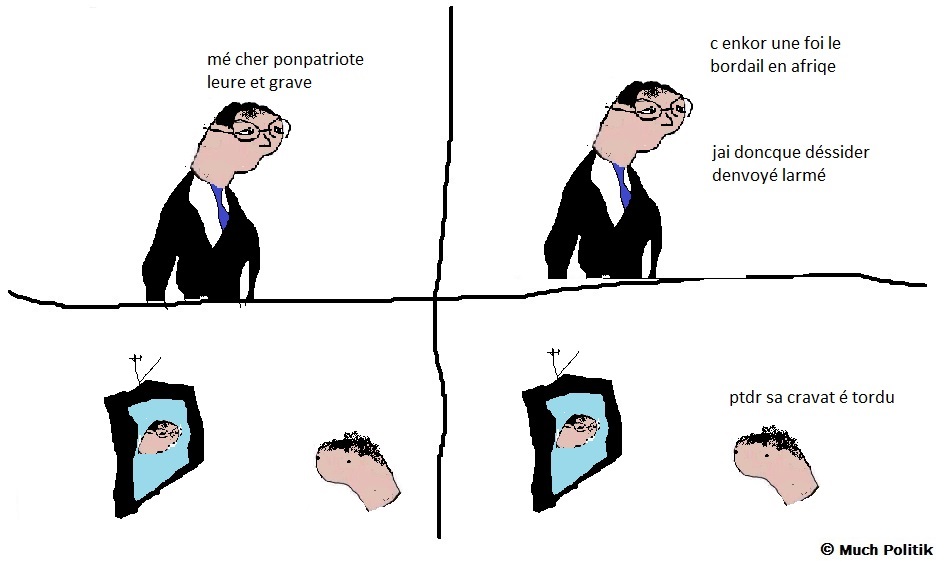 mé cher ponpatriote
leure et grave
c enkor une foi le
bordail en afriqe
jai doncque déssider
denvoyé larmé
ptdr sa cravat é tordu
© Much Politik